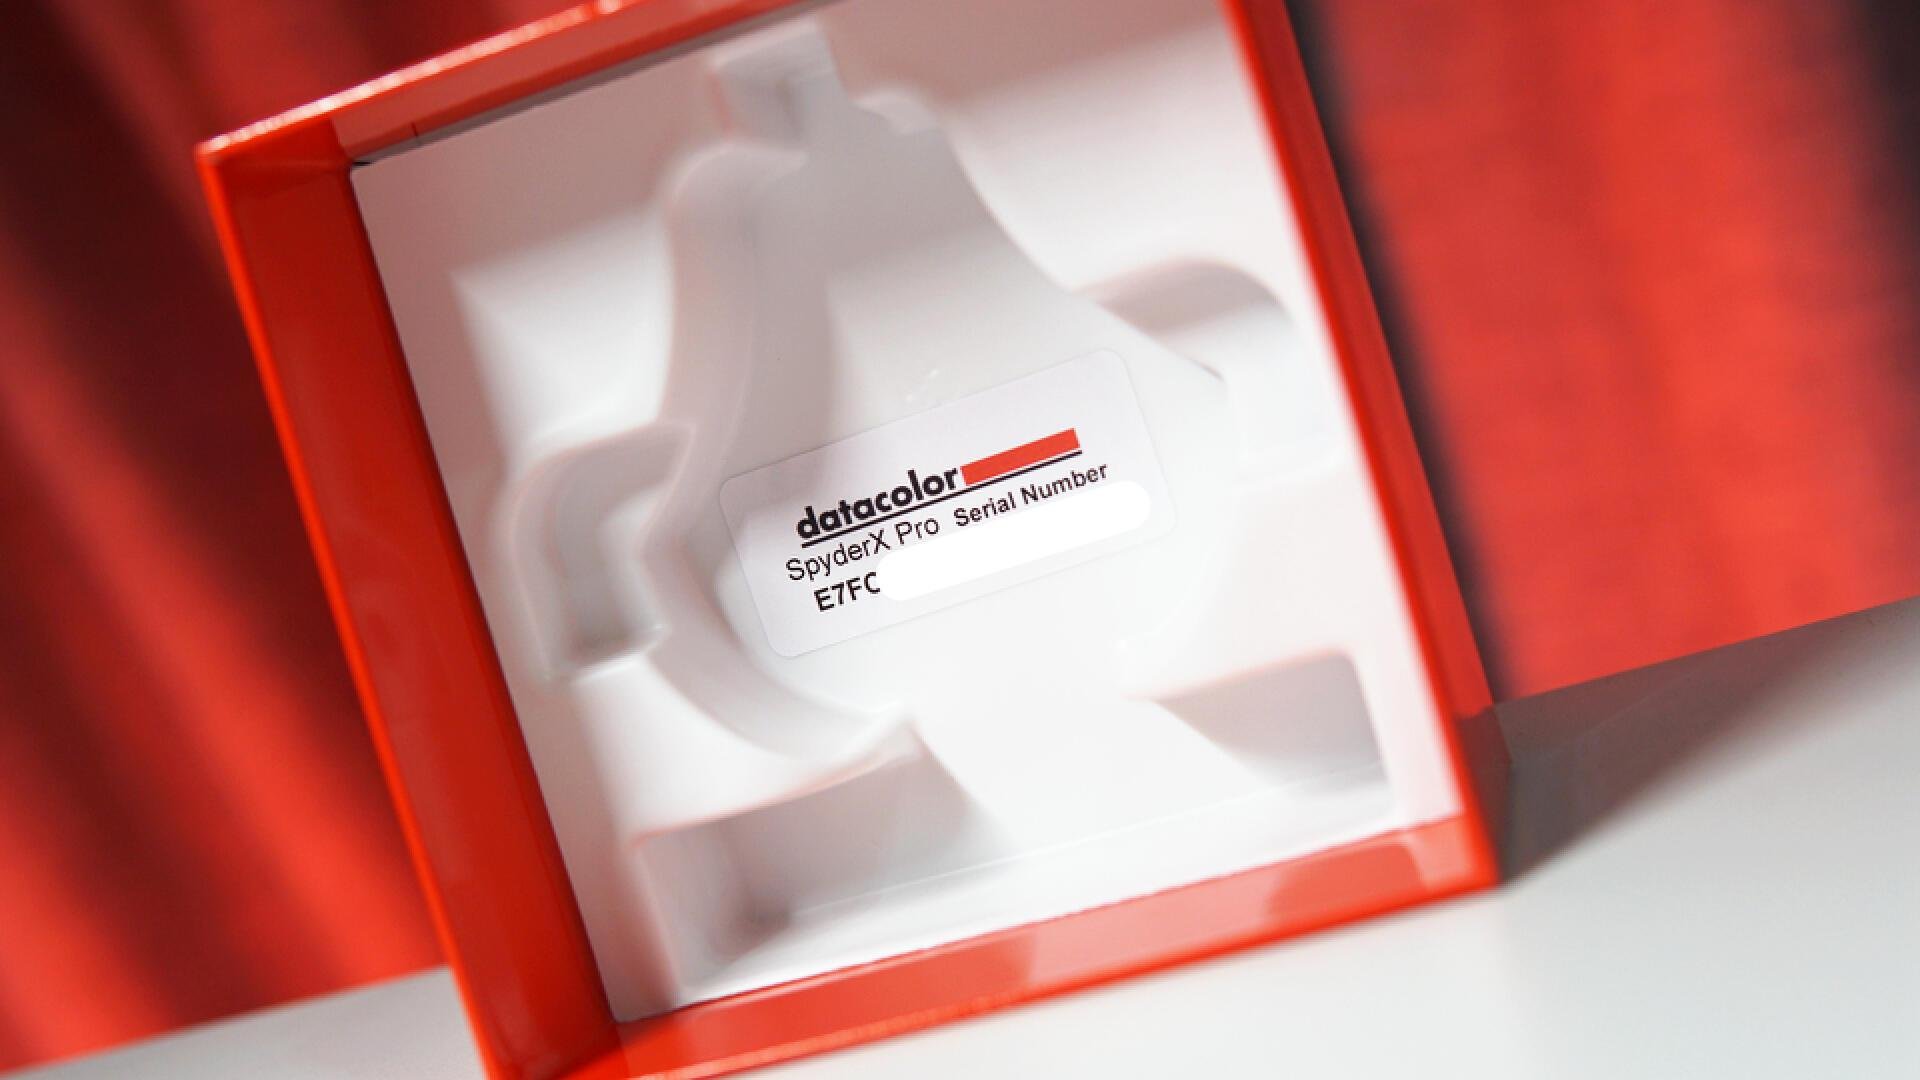 datacolor
SpyderX Pro Serial Number
E7FC